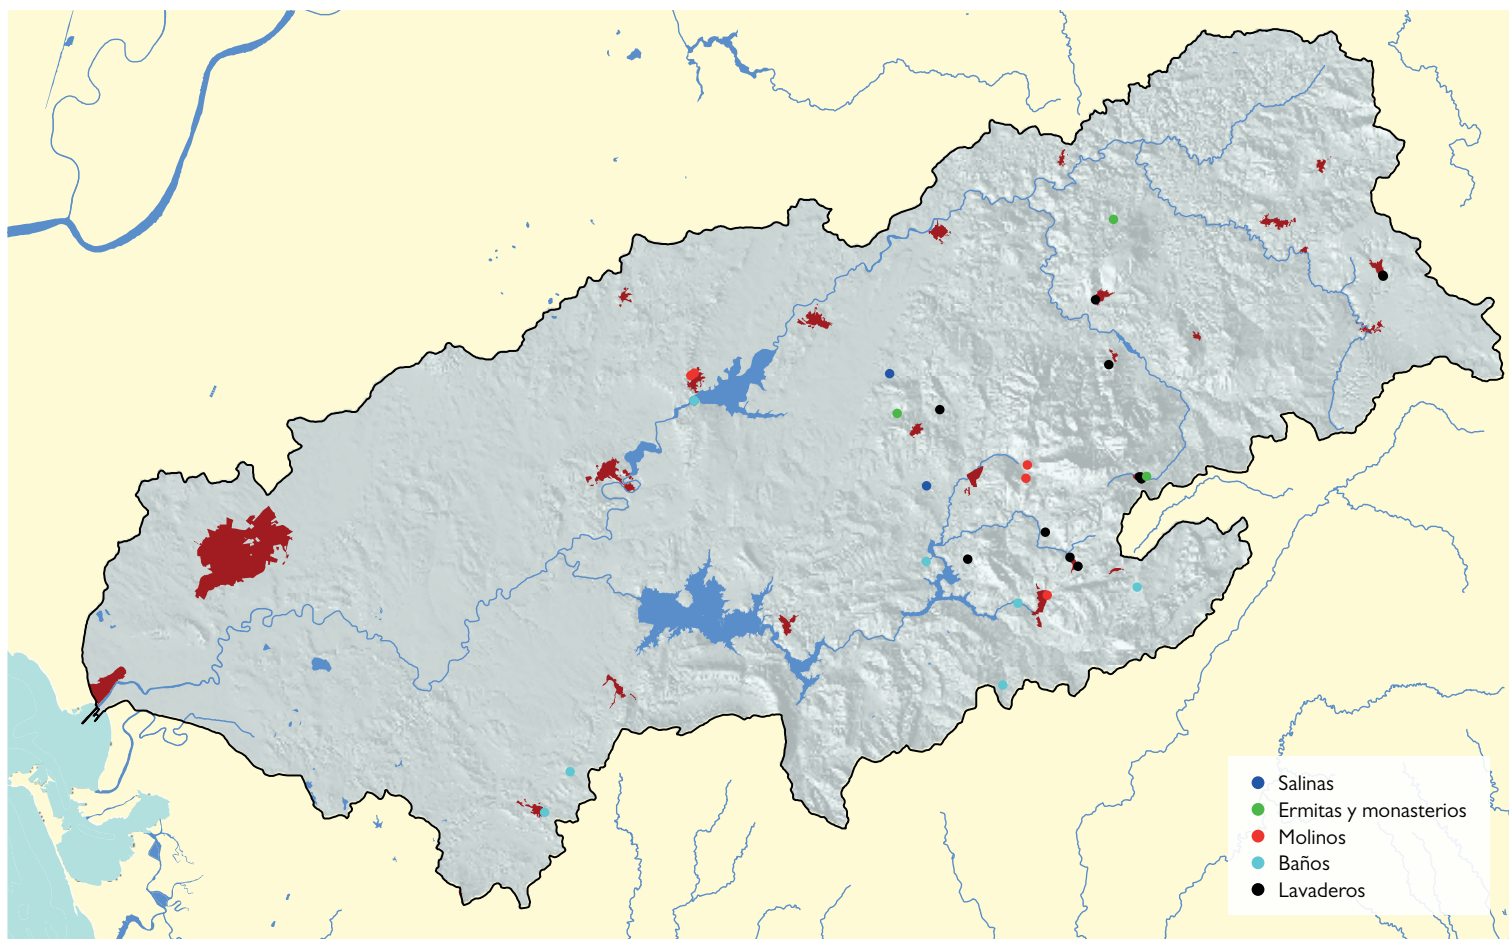 Salinas
Ermitas y monasterios
Molinos
Baños
Lavaderos